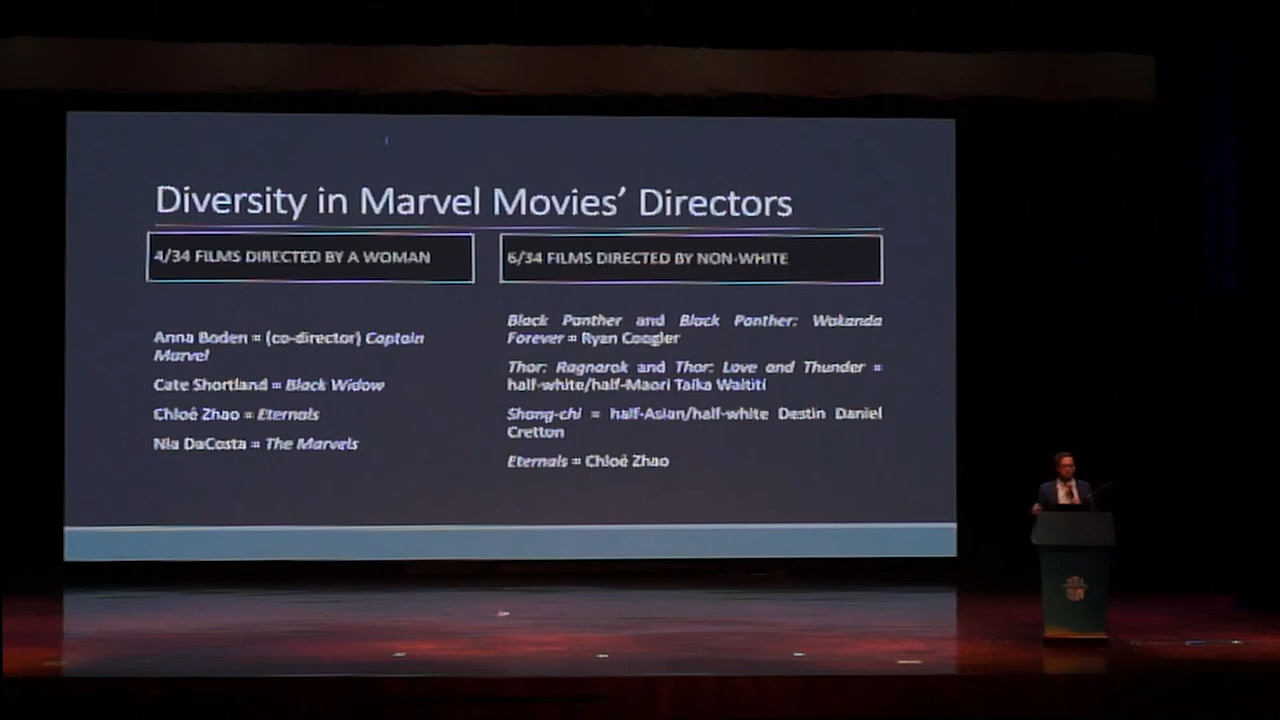 Diversity in Marvel Movies’ Directors
4/34 FILMS DIRECTED BY A WOMAN
Anna Boden = (co-director) Captain
Marvel
Cate Shortland = Black Widow
Chloé Zhao = Eternals
Nia DaCosta = The Marvels
6/34 FILMS DIRECTED BY NON-WHITE
Black Panther and Black Panther: Wakanda
Forever = Ryan Coogler
Thor: Ragnarok and Thor: Love and Thunder =
half-white/half-Maori Taika Waititi
Shang-chi = half-Asian/half-white Destin Daniel
Cretton
Eternals = Chloé Zhao